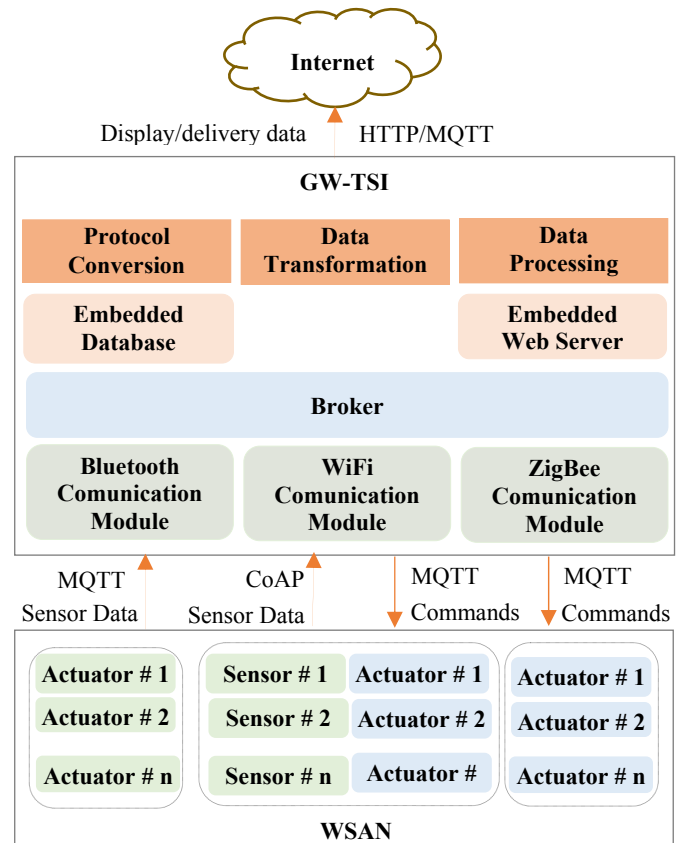 Internet
Display/delivery data
HTTP/MQTT
GW-TSI
Protocol
Conversion
Data
Transformation
Data
Processing
Embedded
Database
Embedded
Web Server
Broker
Bluetooth
Comunication
Module
WiFi
Comunication
Module
ZigBee
Comunication
Module
MQTT
Sensor Data
CoAP
Sensor Data
MQTT
Commands
MQTT
Commands
Actuator # 1
Actuator # 2
Actuator # n
Sensor # 1
Sensor # 2
Sensor # n
Actuator # 1
Actuator # 2
Actuator #
Actuator # 1
Actuator # 2
Actuator # n
WSAN